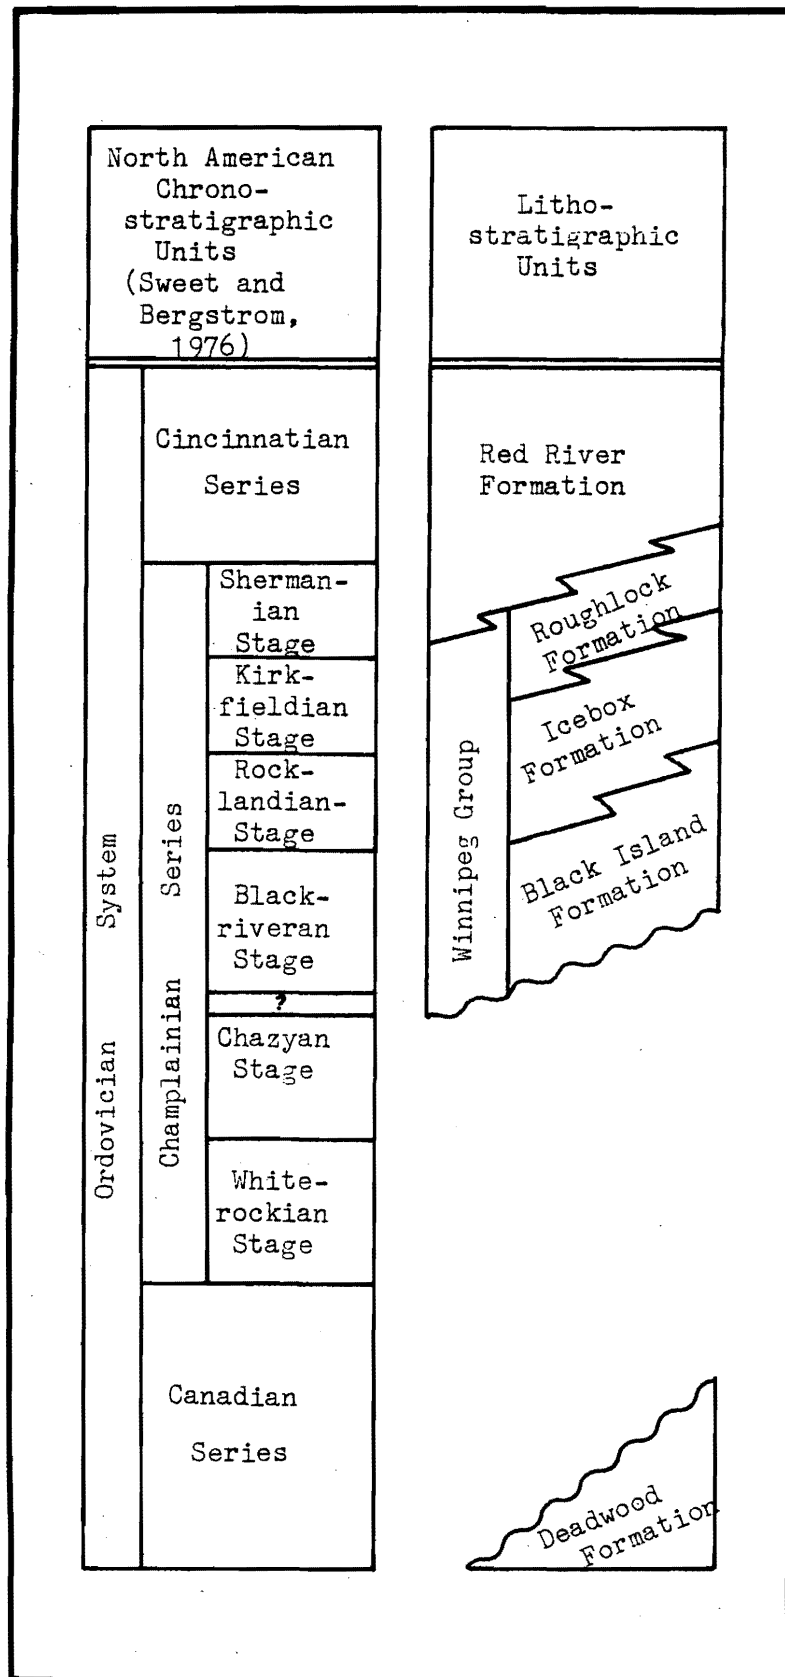 North American
Chrono-
stratigraphic
Units
(Sweet and
Bergstrom,
1976)
Litho-
stratigraphic
Units
Ordovician System
Champlainian Series
Cincinnatian
Series
Sherman-
ian
Stage
Kirk-
fieldian
Stage
Rock-
landian-
Stage
Black-
riveran
Stage
?
Chazyan
Stage
White-
rockian
Stage
Canadian
Series
Red River
Formation
Winnipeg Group
Roughlock
Formation
Icebox
Formation
Black Island
Formation
Deadwood
Formation